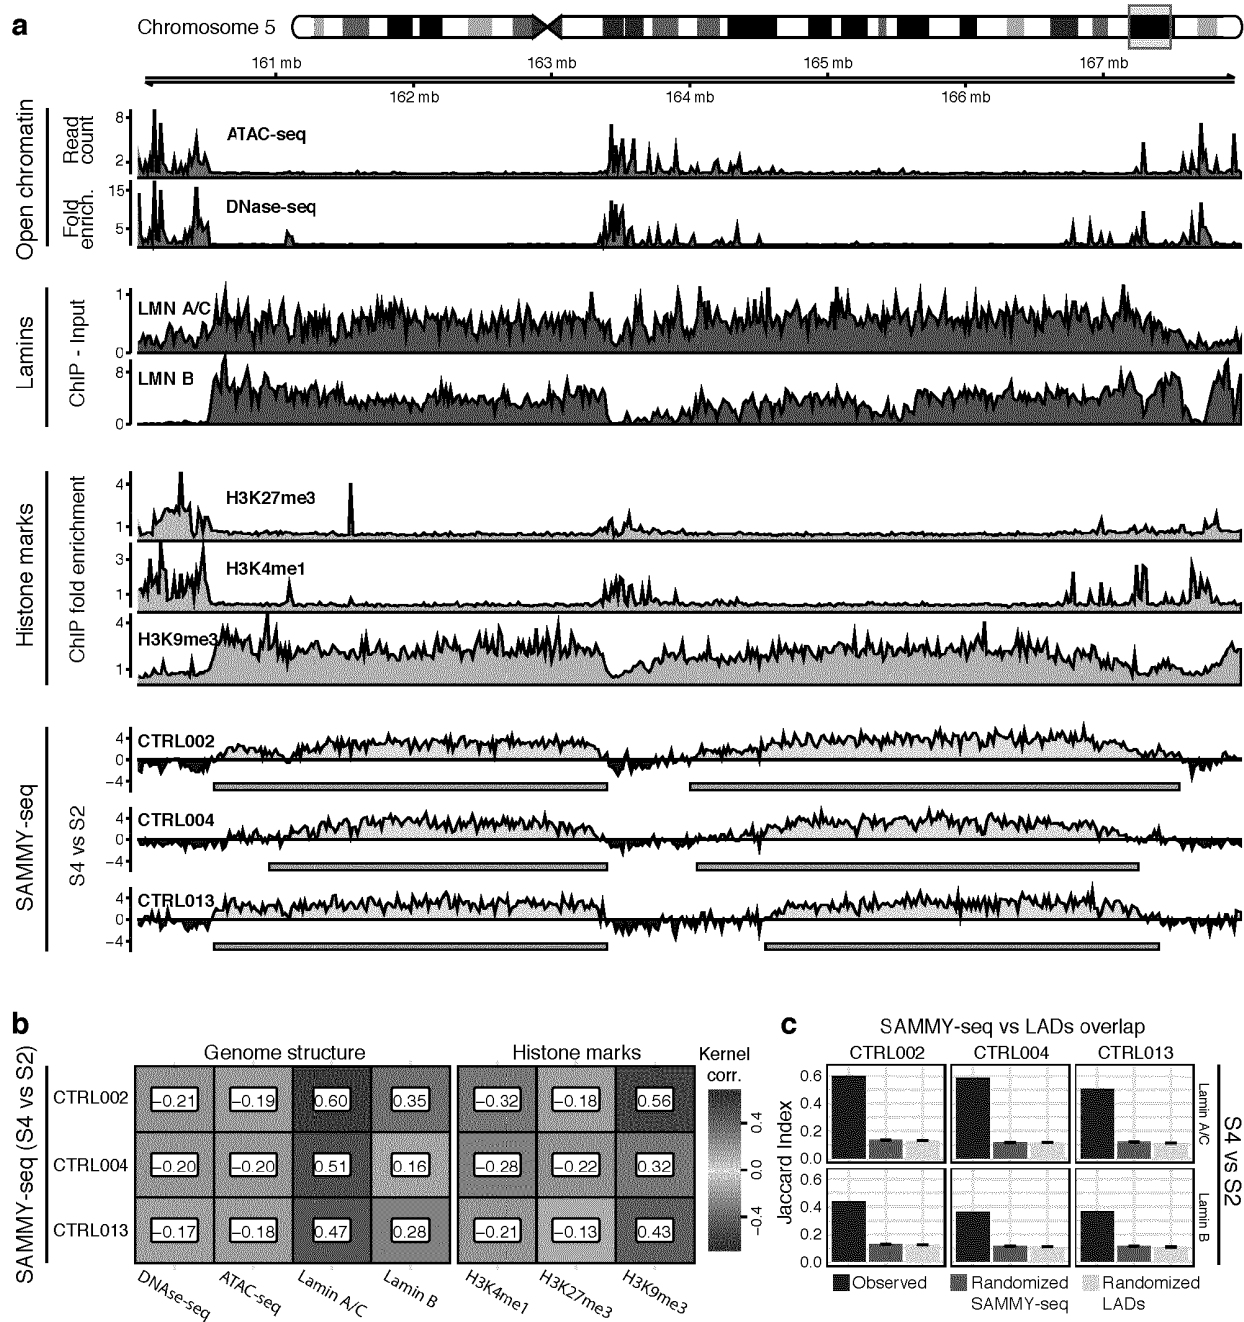 a
Chromosome 5
161 mb
163 mb
165 mb
167 mb
162 mb
164 mb
166 mb
Open chromatin
Read count
8
2
ATAC-seq
Fold enrich.
15
5
DNase-seq
Lamins
ChIP - Input
1
0
LMN A/C
8
0
LMN B
Histone marks
ChIP fold enrichment
4
1
H3K27me3
3
1
H3K4me1
4
1
H3K9me3
SAMMY-seq
S4 vs S2
4
0
−4
CTRL002
4
0
−4
CTRL004
4
0
−4
CTRL013
b
SAMMY-seq (S4 vs S2)
Genome structure
Histone marks
Kernel corr.
CTRL002
−0.21
−0.19
0.60
0.35
−0.32
−0.18
0.56
CTRL004
−0.20
−0.20
0.51
0.16
−0.28
−0.22
0.32
CTRL013
−0.17
−0.18
0.47
0.28
−0.21
−0.13
0.43
DNAse-seq
ATAC-seq
Lamin A/C
Lamin B
H3K4me1
H3K27me3
H3K9me3
0.4
0.0
−0.4
c
SAMMY-seq vs LADs overlap
CTRL002
CTRL004
CTRL013
Jaccard Index
0.6
0.4
0.2
0.0
Lamin A/C
0.6
0.4
0.2
0.0
Lamin B
S4 vs S2
Observed
Randomized SAMMY-seq
Randomized LADs